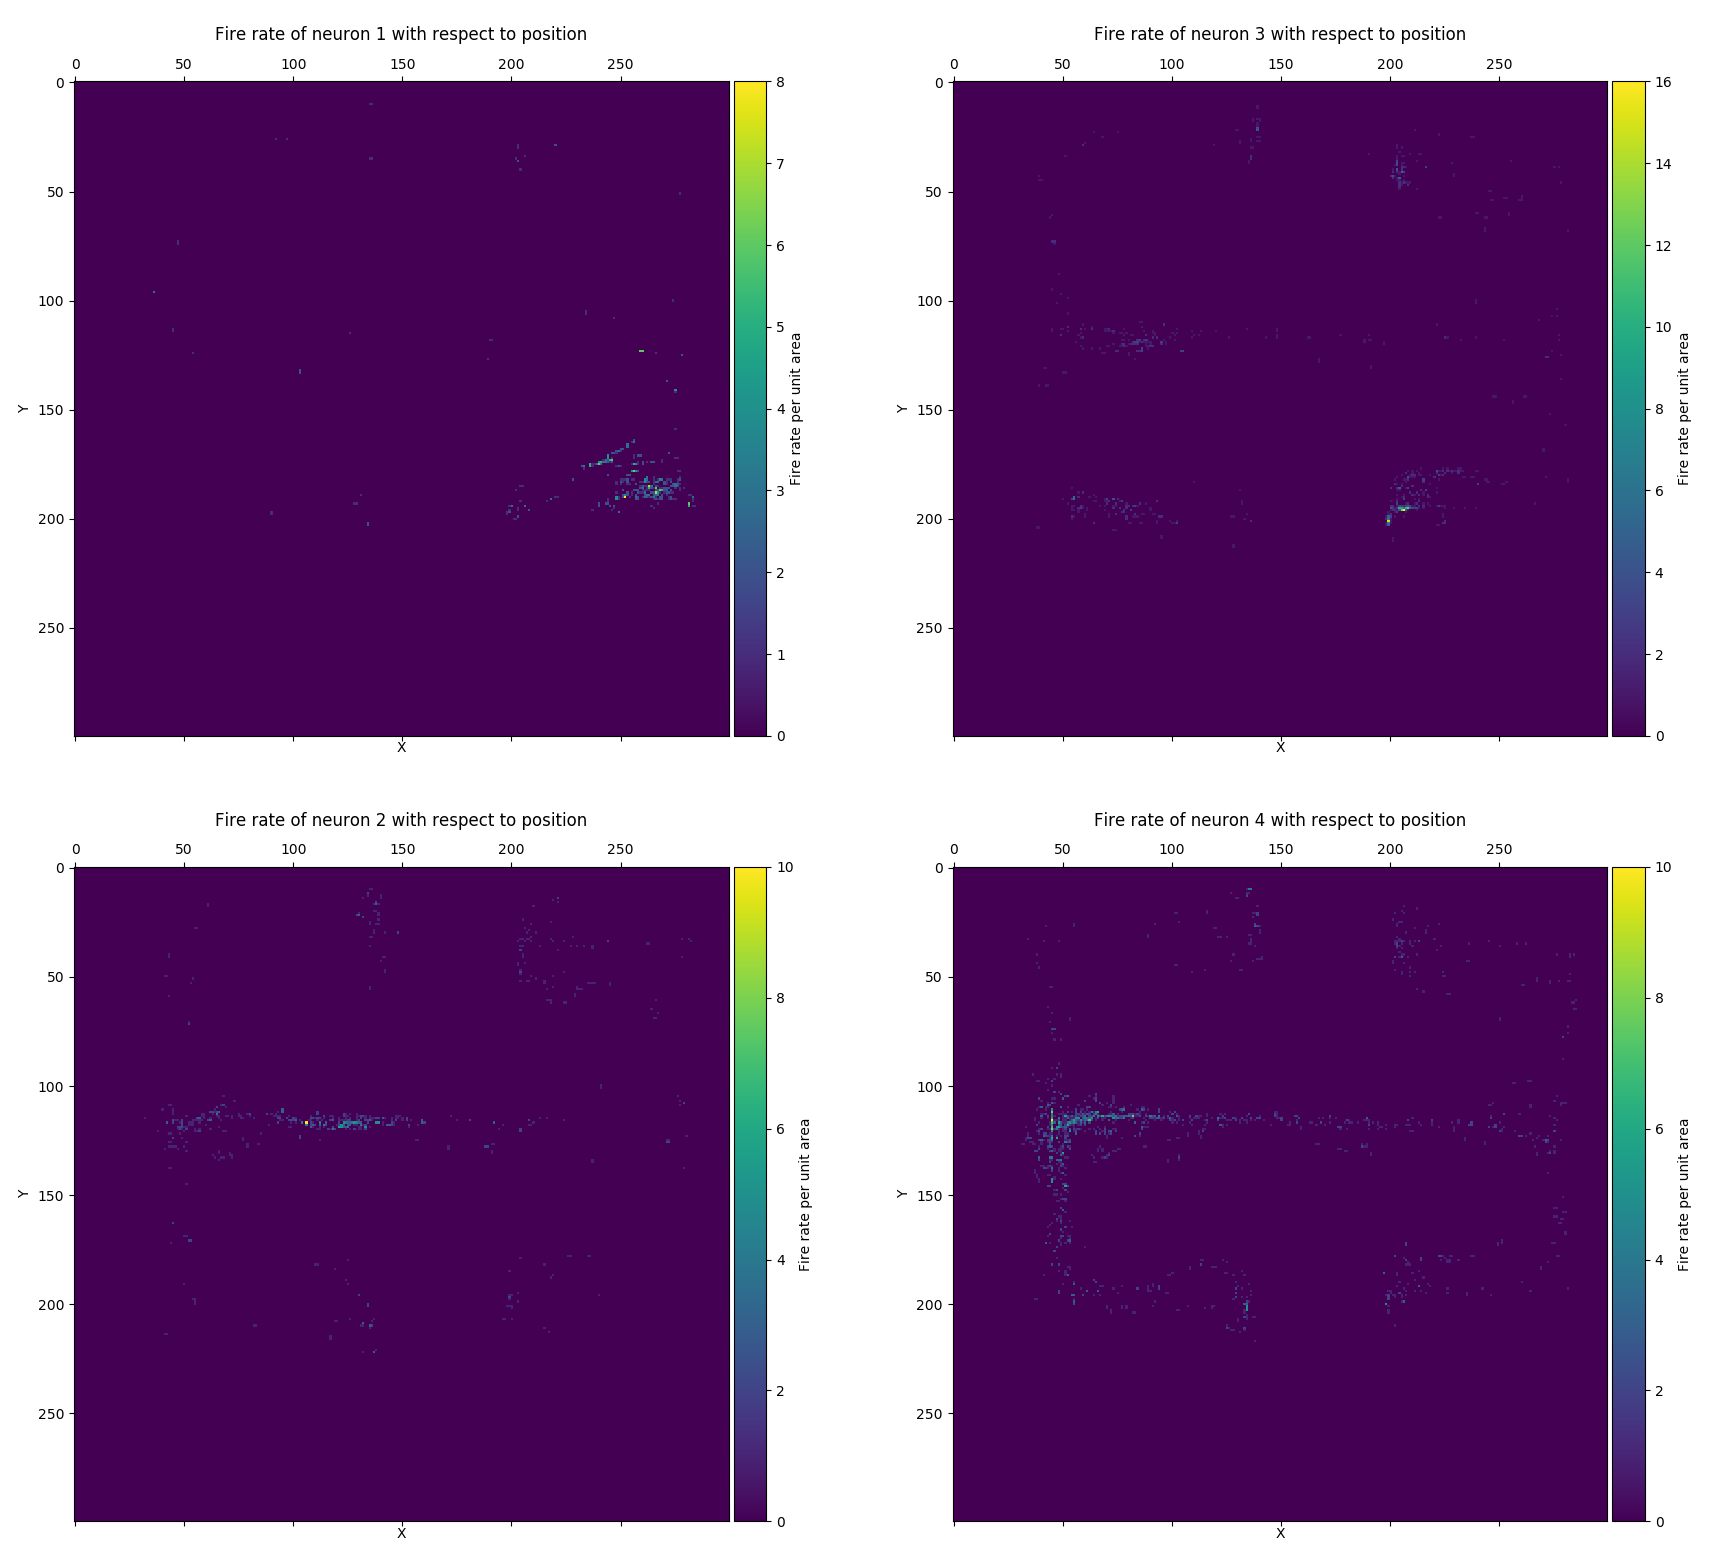 Fire rate of neuron 1 with respect to position
0 50 100 150 200 250
0
50
100
150
200
250
Y
X
8
7
6
5
4
3
2
1
0
Fire rate per unit area
Fire rate of neuron 3 with respect to position
0 50 100 150 200 250
0
50
100
150
200
250
Y
X
16
14
12
10
8
6
4
2
0
Fire rate per unit area
Fire rate of neuron 2 with respect to position
0 50 100 150 200 250
0
50
100
150
200
250
Y
X
10
8
6
4
2
0
Fire rate per unit area
Fire rate of neuron 4 with respect to position
0 50 100 150 200 250
0
50
100
150
200
250
Y
X
10
8
6
4
2
0
Fire rate per unit area